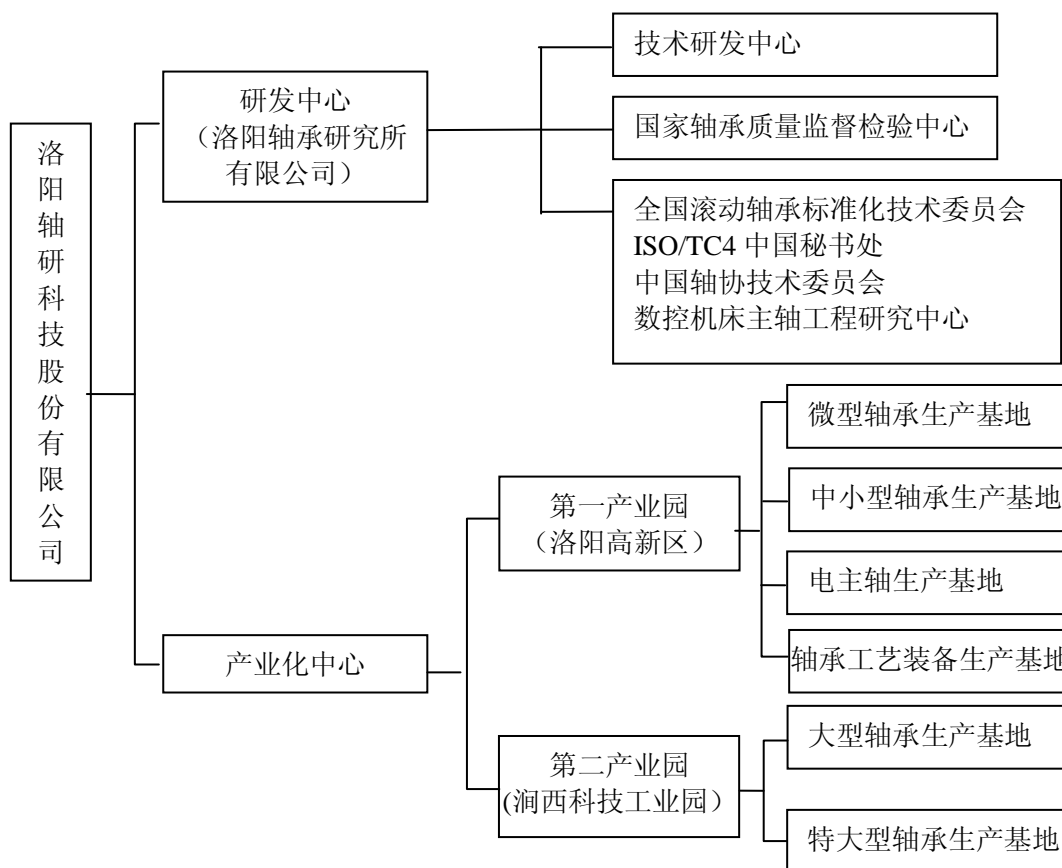 洛阳轴研科技股份有限公司
研发中心
（洛阳轴承研究所
有限公司）
技术研发中心
国家轴承质量监督检验中心
全国滚动轴承标准化技术委员会
ISO/TC4 中国秘书处
中国轴协技术委员会
数控机床主轴工程研究中心
产业化中心
第一产业园
（洛阳高新区）
微型轴承生产基地
中小型轴承生产基地
电主轴生产基地
轴承工艺装备生产基地
第二产业园
(涧西科技工业园）
大型轴承生产基地
特大型轴承生产基地